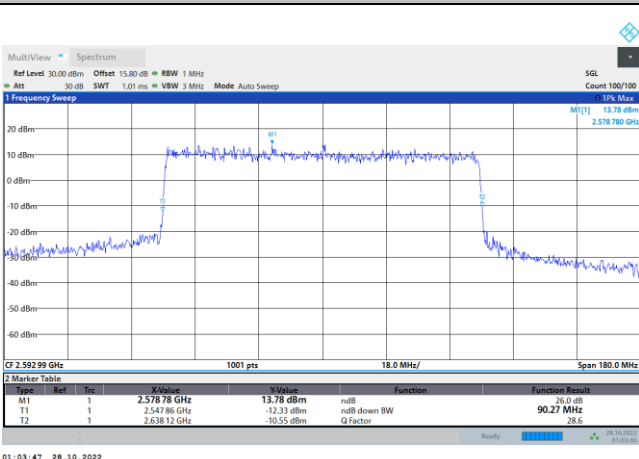 MultiView Spectrum
Ref Level 30.00 dBm Offset 15.80 dB RBW 1 MHz SGL
Att 30 dB SWT 1.01 ms VBW 3 MHz Mode Auto Sweep Count 100/100
1 Frequency Sweep 1Pk Max
M1[1] 13.78 dBm
2.578 780 GHz
20 dBm
M1
10 dBm
0 dBm
T1 T2
-10 dBm
-20 dBm
-30 dBm
-40 dBm
-50 dBm
-60 dBm
CF 2.592 99 GHz 1001 pts 18.0 MHz/ Span 180.0 MHz
2 Marker Table
Type Ref Trc X-Value Y-Value Function Function Result
M1 1 2.578 78 GHz 13.78 dBm ndB 26.0 dB
T1 1 2.547 86 GHz -12.33 dBm ndB down BW 90.27 MHz
T2 1 2.638 12 GHz -10.55 dBm Q Factor 28.6
Ready 28.10.2022
01:03:48
01:03:47 28.10.2022